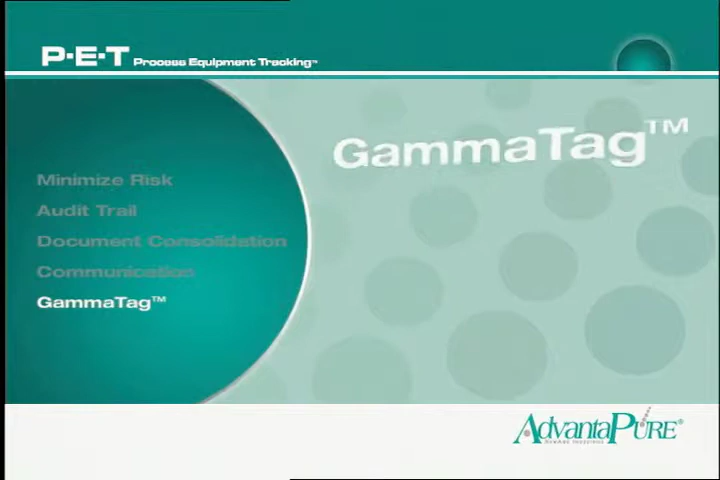 P·E·T Process Equipment Tracking™
GammaTag™
Minimize Risk
Audit Trail
Document Consolidation
Communication
GammaTag™
AdvantaPure®